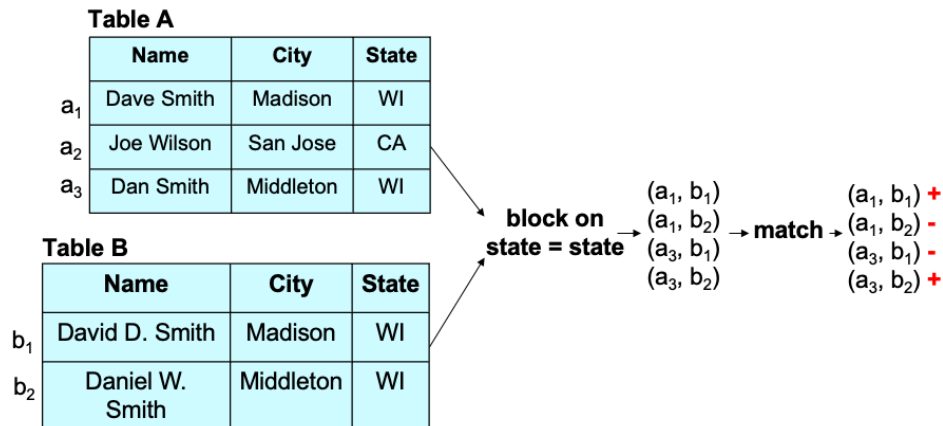 Table A
Name City State
a₁ Dave Smith Madison WI
a₂ Joe Wilson San Jose CA
a₃ Dan Smith Middleton WI
Table B
Name City State
b₁ David D. Smith Madison WI
b₂ Daniel W. Middleton WI
Smith
block on
state = state
(a₁, b₁)
(a₁, b₂)
(a₃, b₁)
(a₃, b₂)
match
(a₁, b₁) +
(a₁, b₂) -
(a₃, b₁) -
(a₃, b₂) +